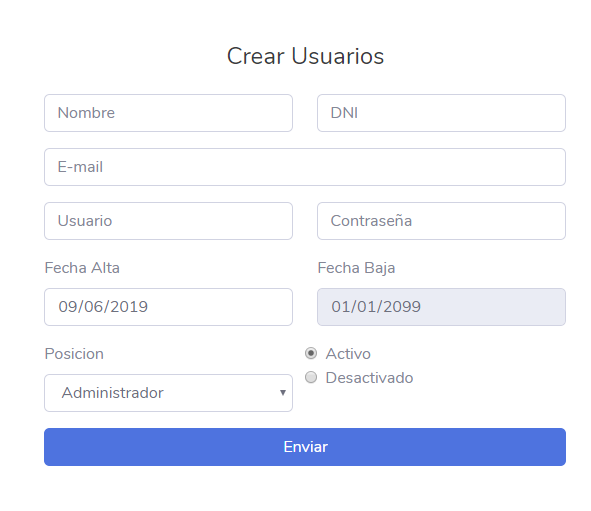 Crear Usuarios
Nombre
DNI
E-mail
Usuario
Contraseña
Fecha Alta
Fecha Baja
09/06/2019
01/01/2099
Posicion
Activo
Desactivado
Administrador
Enviar